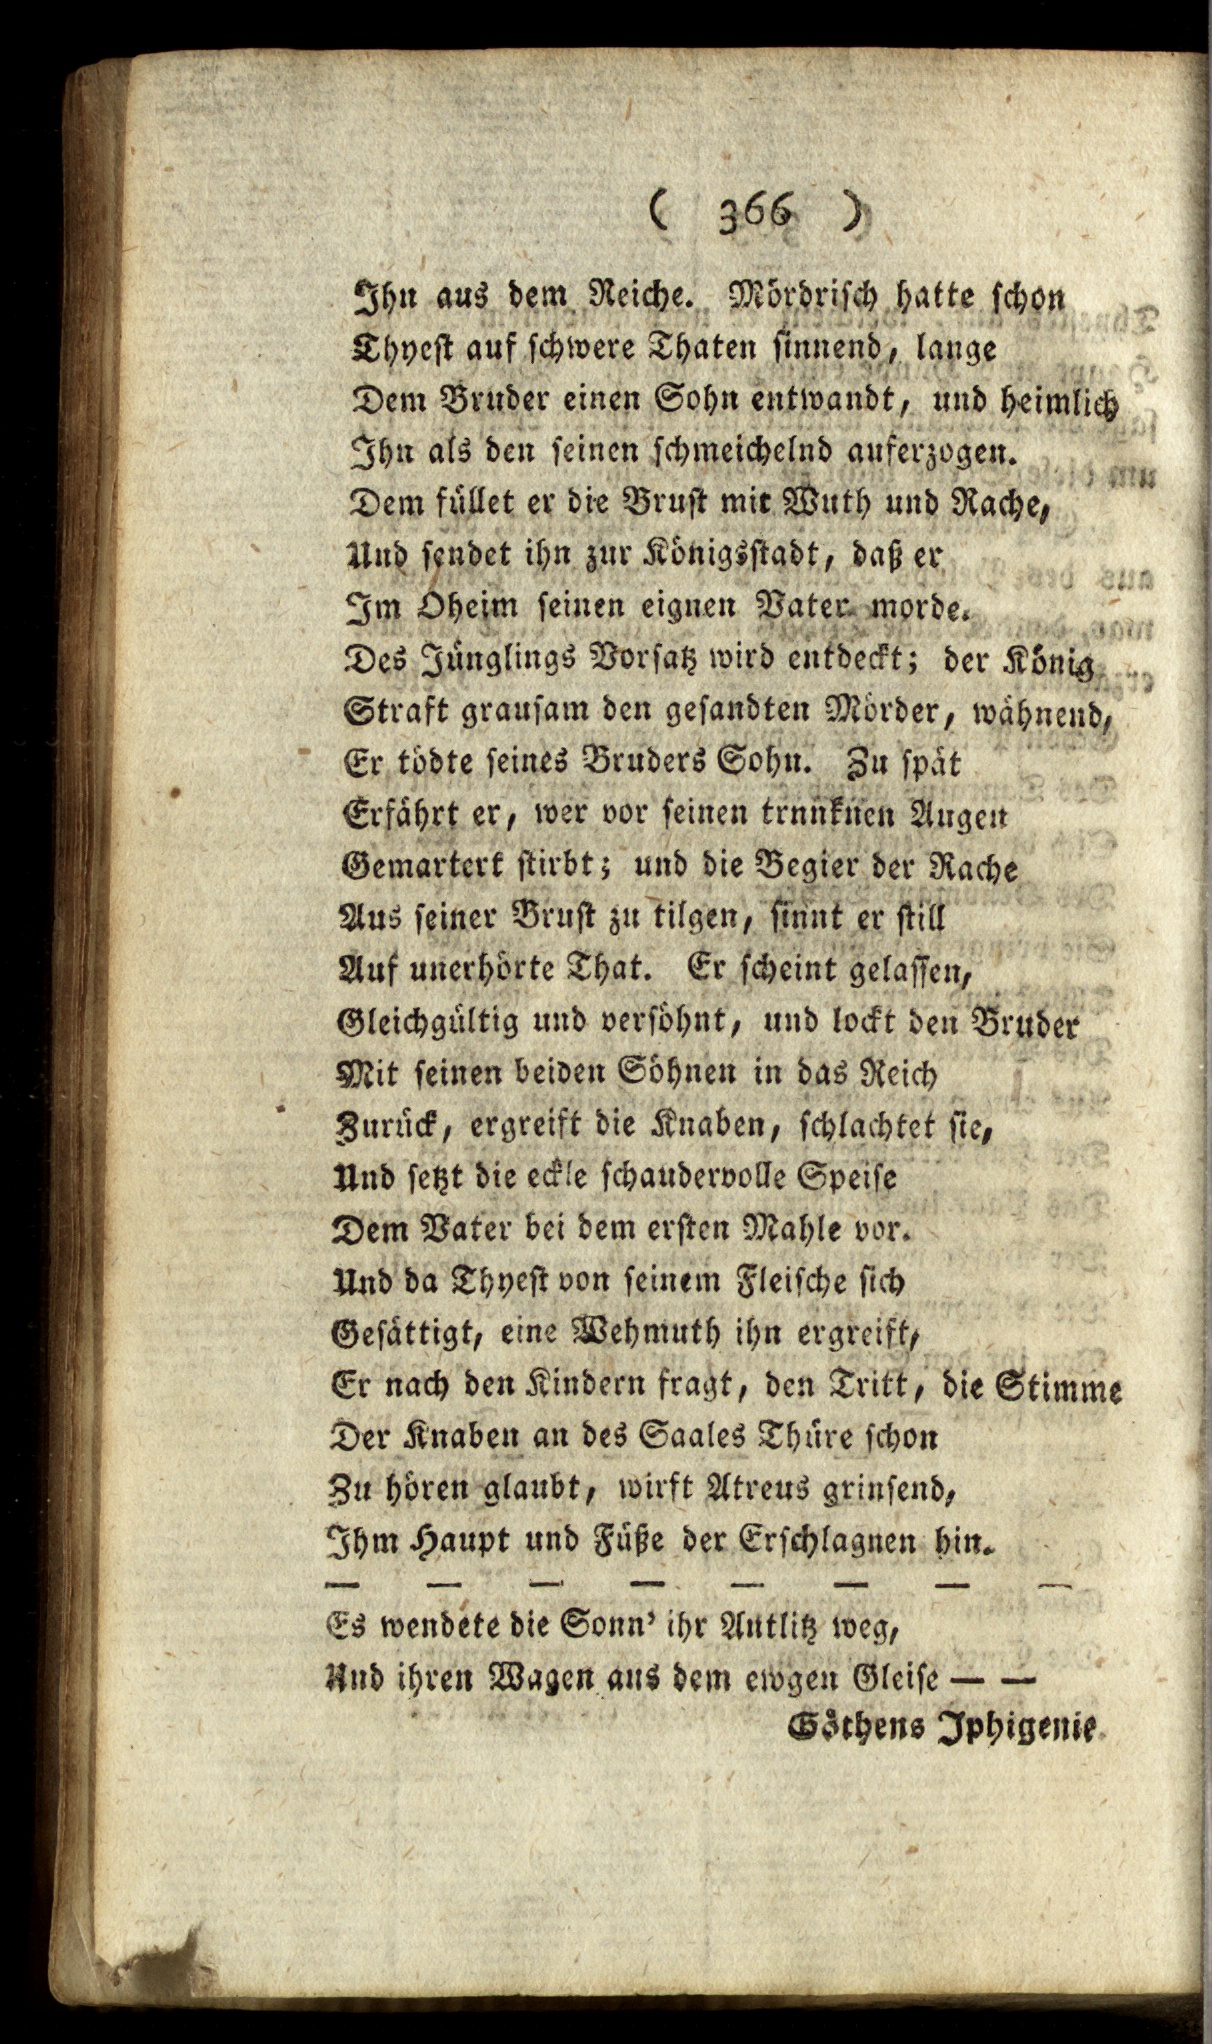 ( 366 )
Ihn aus dem Reiche. Mördrisch hatte schon
Thyest auf schwere Thaten sinnend, lange
Dem Bruder einen Sohn entwandt, und heimlich
Ihn als den seinen schmeichelnd auferzogen.
Dem füllet er die Brust mit Wuth und Rache,
Und sendet ihn zur Königsstadt, daß er
Im Oheim seinen eignen Vater morde.
Des Jünglings Vorsatz wird entdeckt; der König
Straft grausam den gesandten Mörder, wähnend,
Er tödte seines Bruders Sohn. Zu spät
Erfährt er, wer vor seinen trnnknen Augen
Gemartert stirbt; und die Begier der Rache
Aus seiner Brust zu tilgen, sinnt er still
Auf unerhörte That. Er scheint gelassen,
Gleichgültig und versöhnt, und lockt den Bruder
Mit seinen beiden Söhnen in das Reich
Zurück, ergreift die Knaben, schlachtet sie,
Und setzt die eckle schaudervolle Speise
Dem Vater bei dem ersten Mahle vor.
Und da Thyest von seinem Fleische sich
Gesättigt, eine Wehmuth ihn ergreift,
Er nach den Kindern fragt, den Tritt, die Stimme
Der Knaben an des Saales Thüre schon
Zu hören glaubt, wirft Atreus grinsend,
Ihm Haupt und Füße der Erschlagnen hin.
— — — — — — — —
Es wendete die Sonn' ihr Antlitz weg,
Und ihren Wagen aus dem ewgen Gleise — —
Göthens Iphigenie.